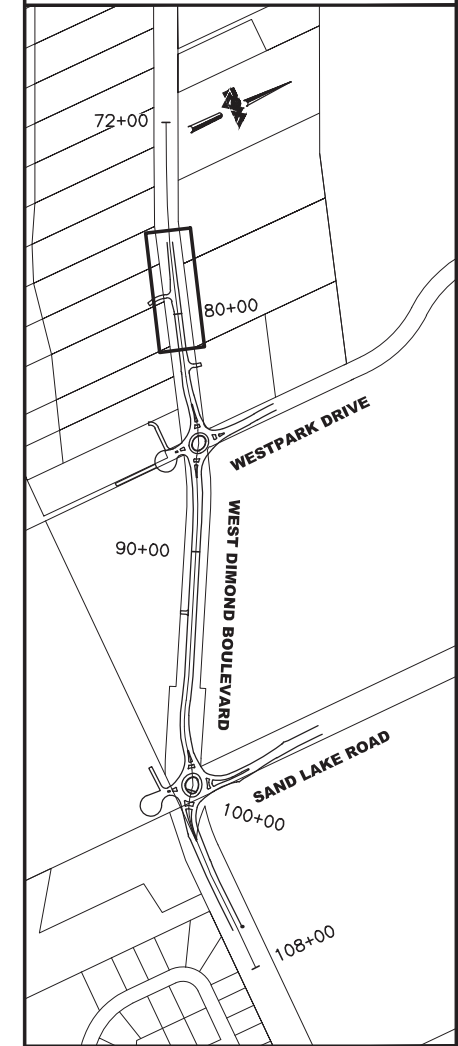 72+00
80+00
WESTPARK DRIVE
90+00
WEST DIMOND BOULEVARD
SAND LAKE ROAD
100+00
108+00